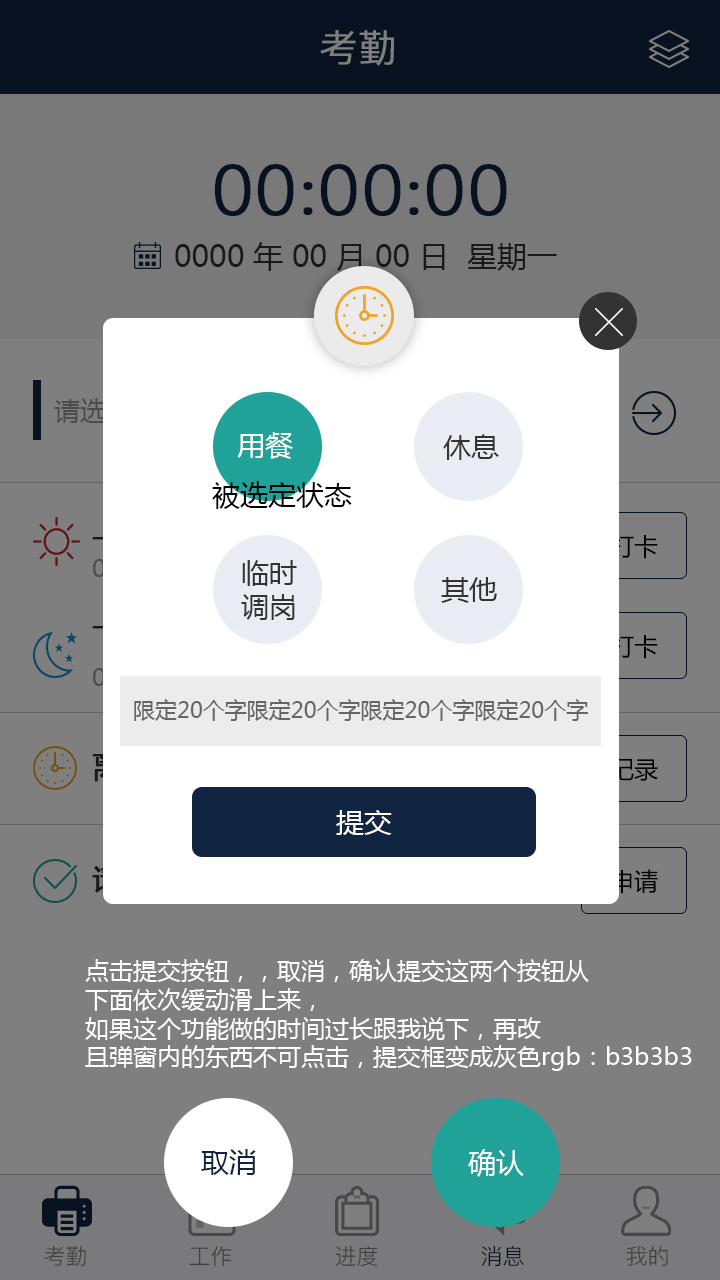 考勤
00:00:00
0000 年 00 月 00 日 星期一
请选
用餐
休息
被选定状态
打卡
临时
调岗
其他
打卡
限定20个字限定20个字限定20个字限定20个字
记录
提交
申请
点击提交按钮，，取消，确认提交这两个按钮从
下面依次缓动滑上来，
如果这个功能做的时间过长跟我说下，再改
且弹窗内的东西不可点击，提交框变成灰色rgb：b3b3b3
取消
确认
考勤
工作
进度
消息
我的